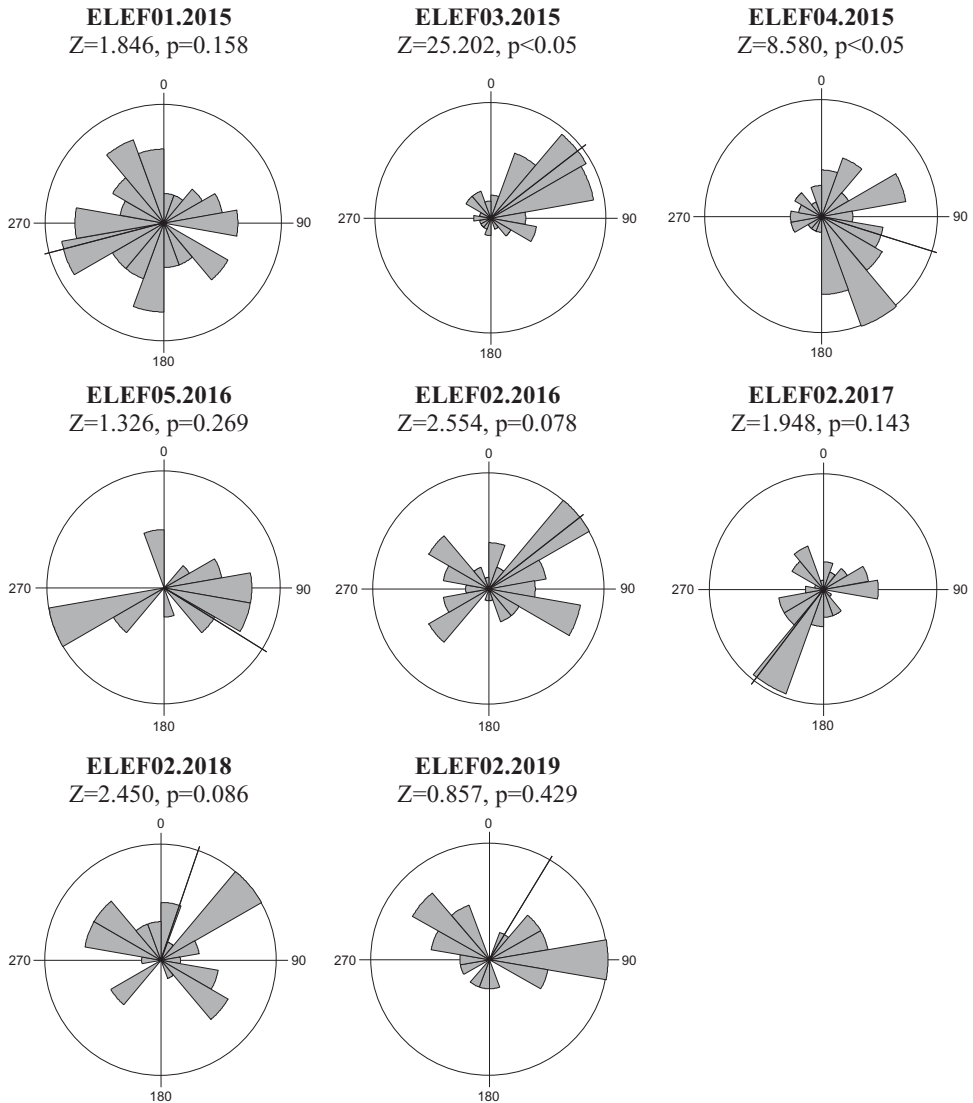 ELEF01.2015
Z=1.846, p=0.158
0
270
90
180
ELEF03.2015
Z=25.202, p<0.05
0
270
90
180
ELEF04.2015
Z=8.580, p<0.05
0
270
90
180
ELEF05.2016
Z=1.326, p=0.269
0
270
90
180
ELEF02.2016
Z=2.554, p=0.078
0
270
90
180
ELEF02.2017
Z=1.948, p=0.143
0
270
90
180
ELEF02.2018
Z=2.450, p=0.086
0
270
90
180
ELEF02.2019
Z=0.857, p=0.429
0
270
90
180